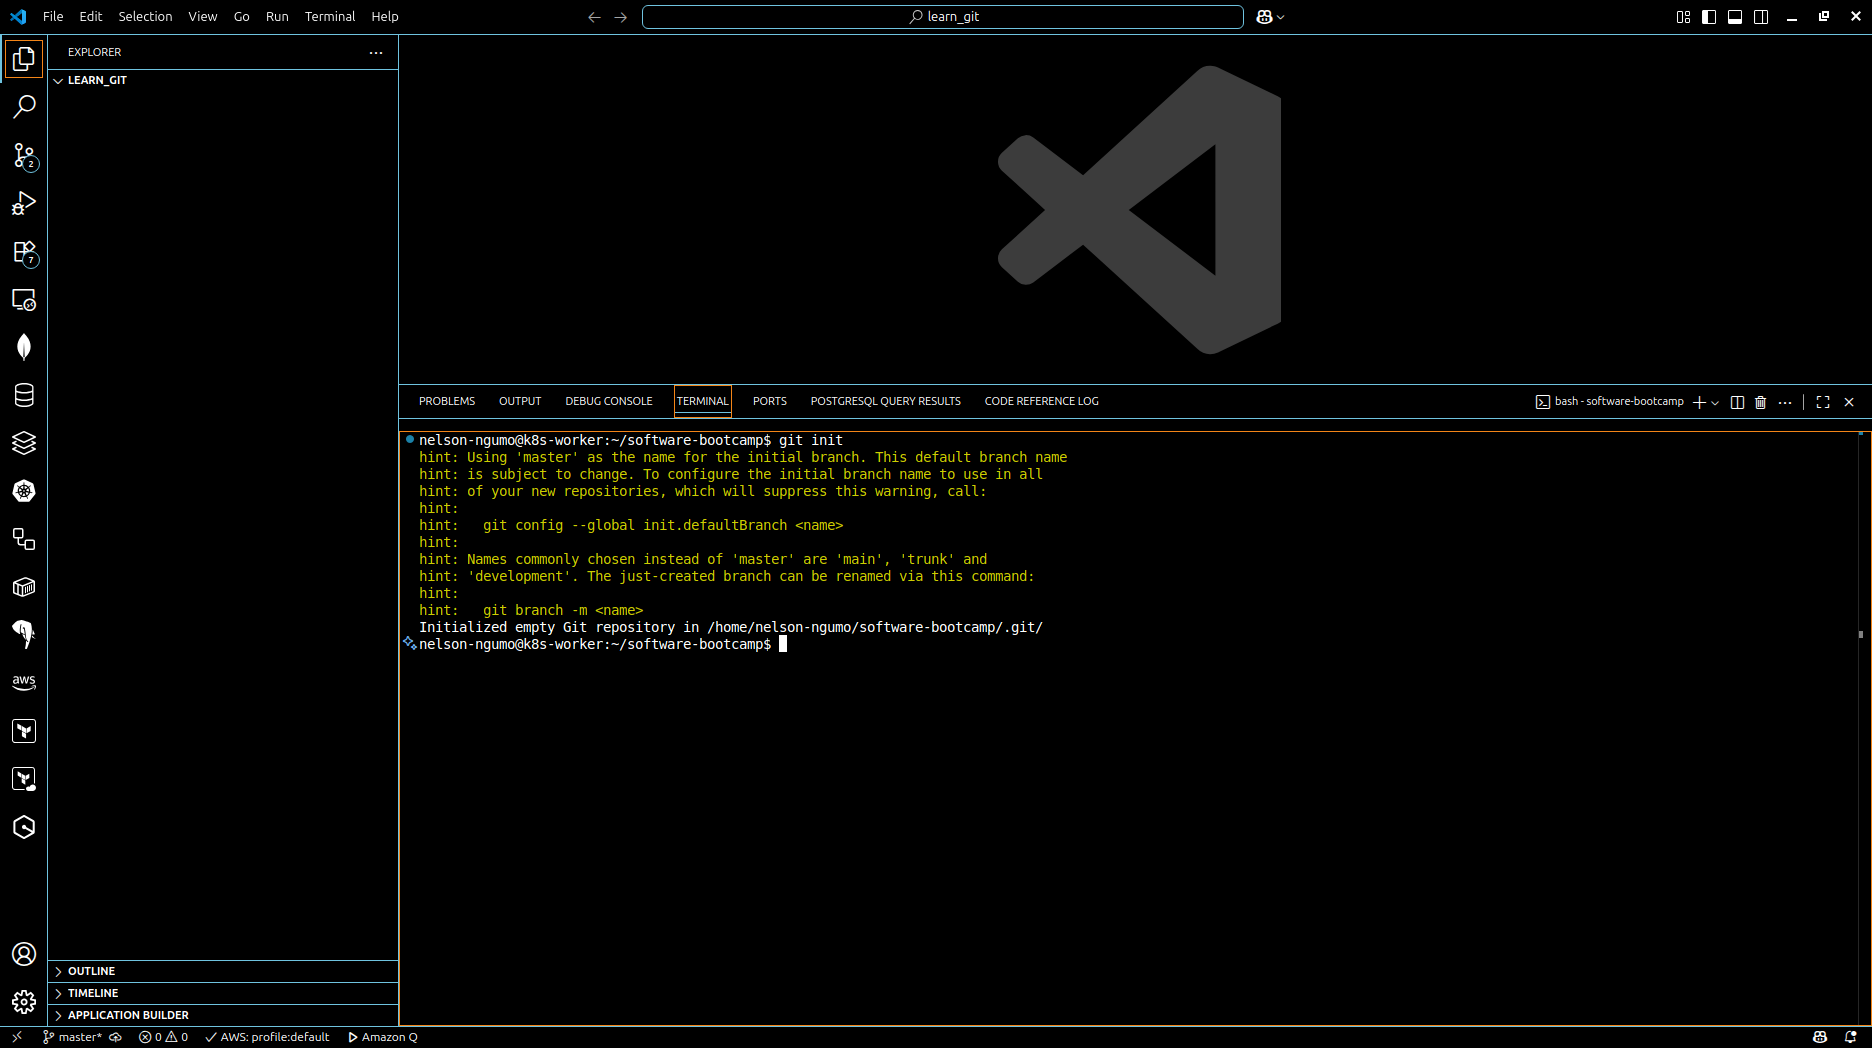 File Edit Selection View Go Run Terminal Help
learn_git
EXPLORER
LEARN_GIT
2
7
aws
OUTLINE
TIMELINE
APPLICATION BUILDER
PROBLEMS OUTPUT DEBUG CONSOLE TERMINAL PORTS POSTGRESQL QUERY RESULTS CODE REFERENCE LOG
bash - software-bootcamp
nelson-ngumo@k8s-worker:~/software-bootcamp$ git init
hint: Using 'master' as the name for the initial branch. This default branch name
hint: is subject to change. To configure the initial branch name to use in all
hint: of your new repositories, which will suppress this warning, call:
hint:
hint:   git config --global init.defaultBranch <name>
hint:
hint: Names commonly chosen instead of 'master' are 'main', 'trunk' and
hint: 'development'. The just-created branch can be renamed via this command:
hint:
hint:   git branch -m <name>
Initialized empty Git repository in /home/nelson-ngumo/software-bootcamp/.git/
nelson-ngumo@k8s-worker:~/software-bootcamp$
master* 0 0 AWS: profile:default Amazon Q